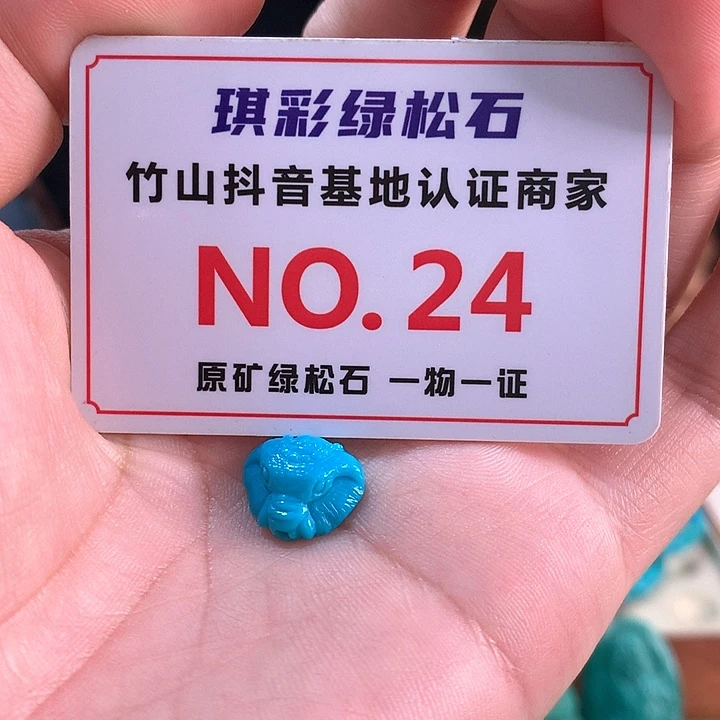 琪彩绿松石
竹山抖音基地认证商家
NO.24
原矿绿松石 一物一证